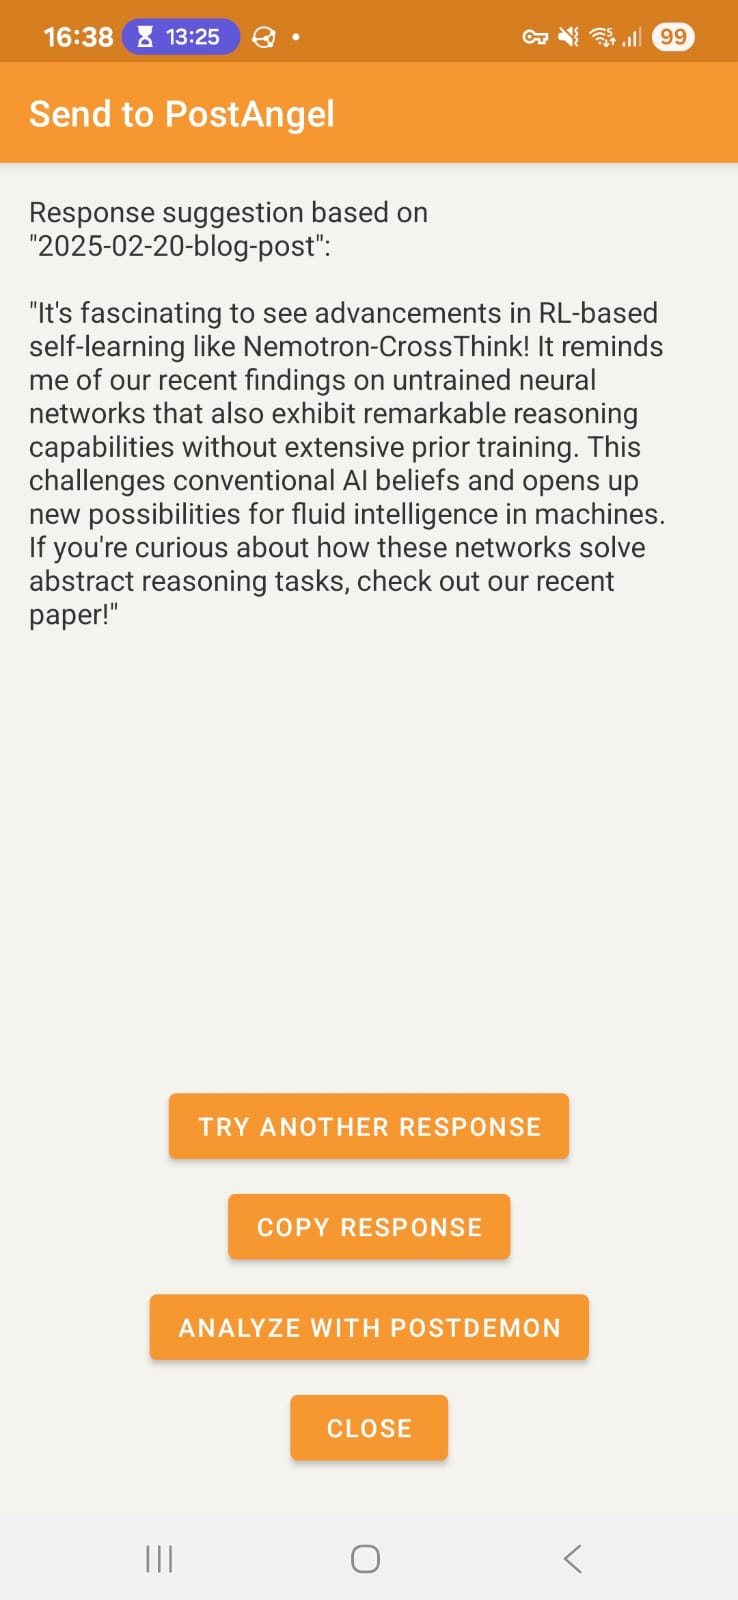 16:38 13:25 99
Send to PostAngel
Response suggestion based on
"2025-02-20-blog-post":
"It's fascinating to see advancements in RL-based
self-learning like Nemotron-CrossThink! It reminds
me of our recent findings on untrained neural
networks that also exhibit remarkable reasoning
capabilities without extensive prior training. This
challenges conventional AI beliefs and opens up
new possibilities for fluid intelligence in machines.
If you're curious about how these networks solve
abstract reasoning tasks, check out our recent
paper!"
TRY ANOTHER RESPONSE
COPY RESPONSE
ANALYZE WITH POSTDEMON
CLOSE